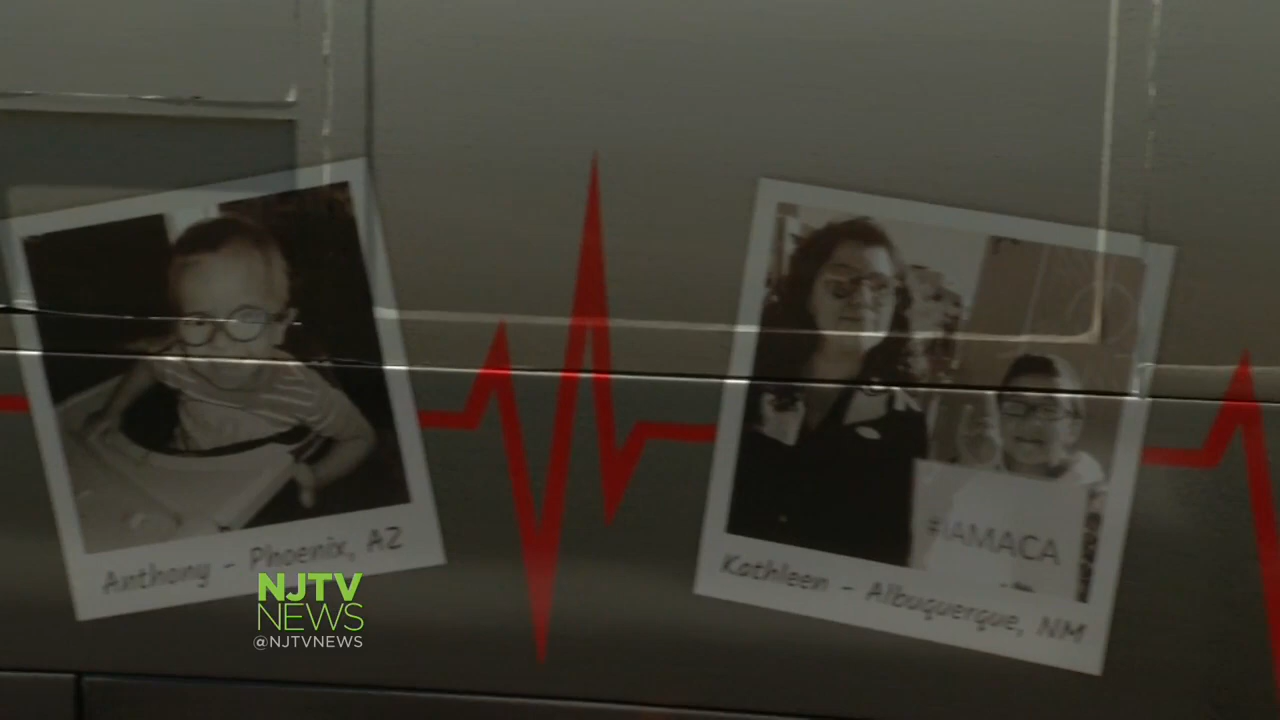 Anthony - Phoenix, AZ
#IAMACA
Kathleen - Albuquerque, NM
NJTV
NEWS
@NJTVNEWS